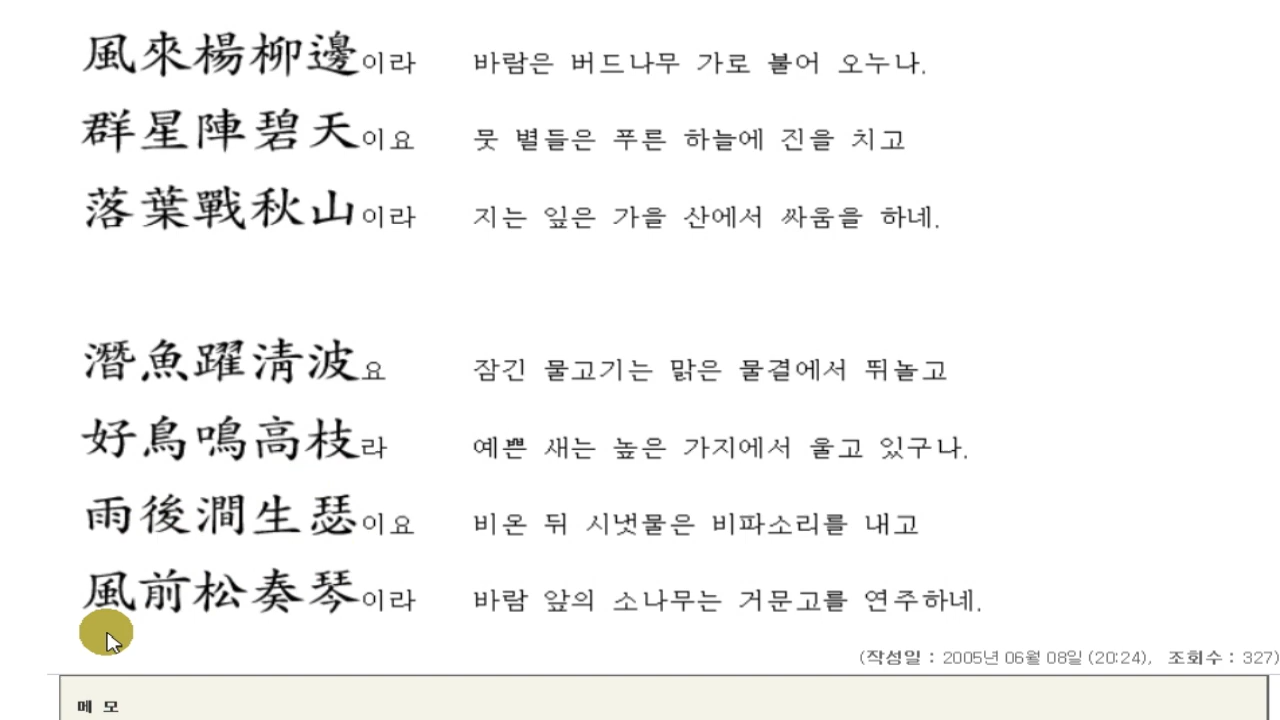 風來楊柳邊이라 바람은 버드나무 가로 불어 오누나.
群星陣碧天이요 뭇 별들은 푸른 하늘에 진을 치고
落葉戰秋山이라 지는 잎은 가을 산에서 싸움을 하네.
潛魚躍淸波요 잠긴 물고기는 맑은 물결에서 뛰놀고
好鳥鳴高枝라 예쁜 새는 높은 가지에서 울고 있구나.
雨後澗生瑟이요 비온 뒤 시냇물은 비파소리를 내고
風前松奏琴이라 바람 앞의 소나무는 거문고를 연주하네.
(작성일 : 2005년 06월 08일 (20:24), 조회수 : 327)
메 모